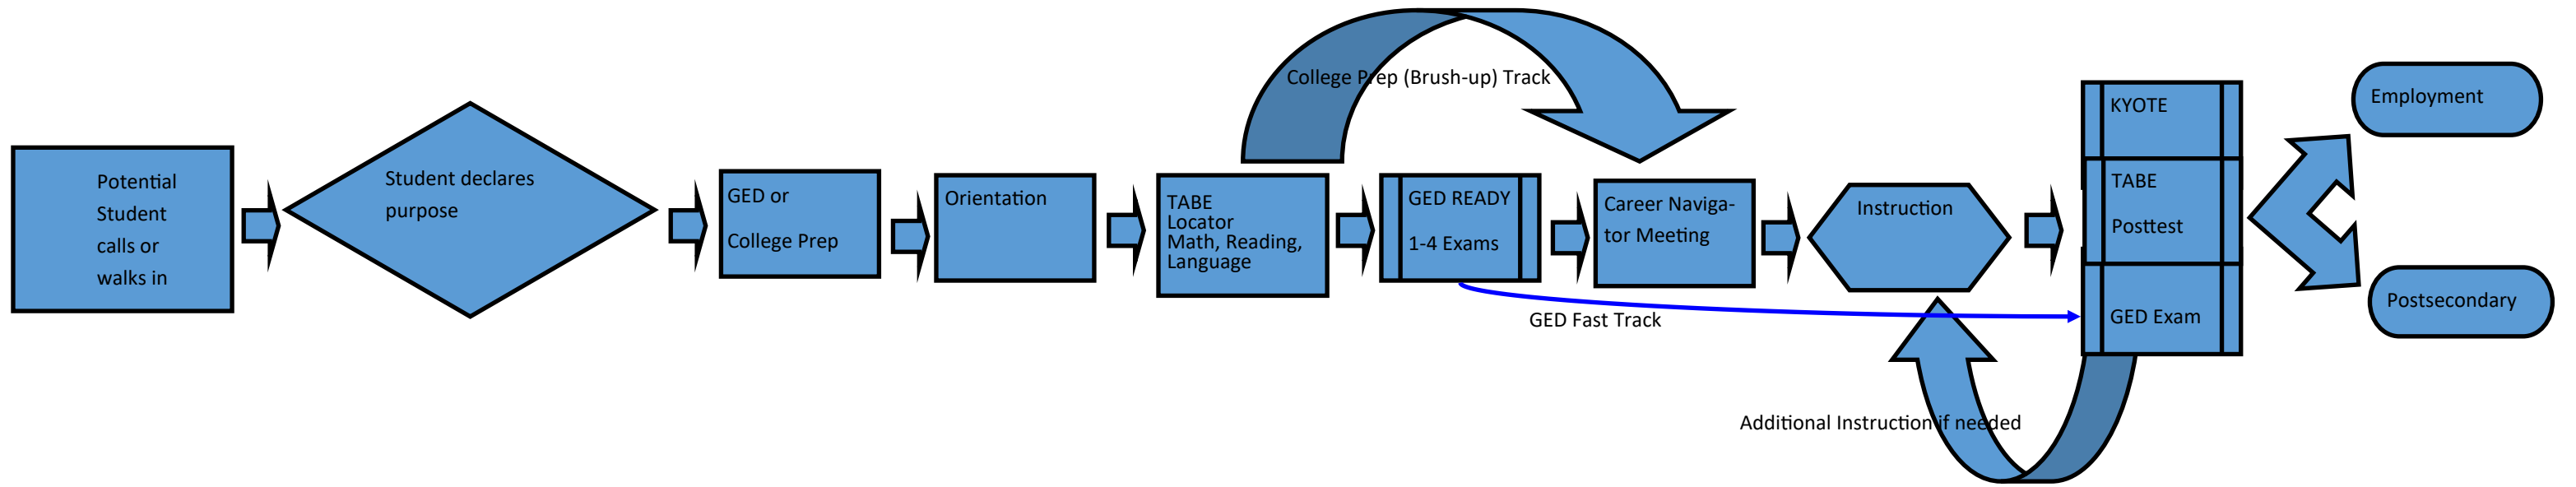 Potential
Student
calls or
walks in
Student declares
purpose
GED or
College Prep
Orientation
TABE
Locator
Math, Reading,
Language
College Prep (Brush-up) Track
GED READY
1-4 Exams
GED Fast Track
Career Naviga-
tor Meeting
Instruction
Additional Instruction if needed
KYOTE
TABE
Posttest
GED Exam
Employment
Postsecondary